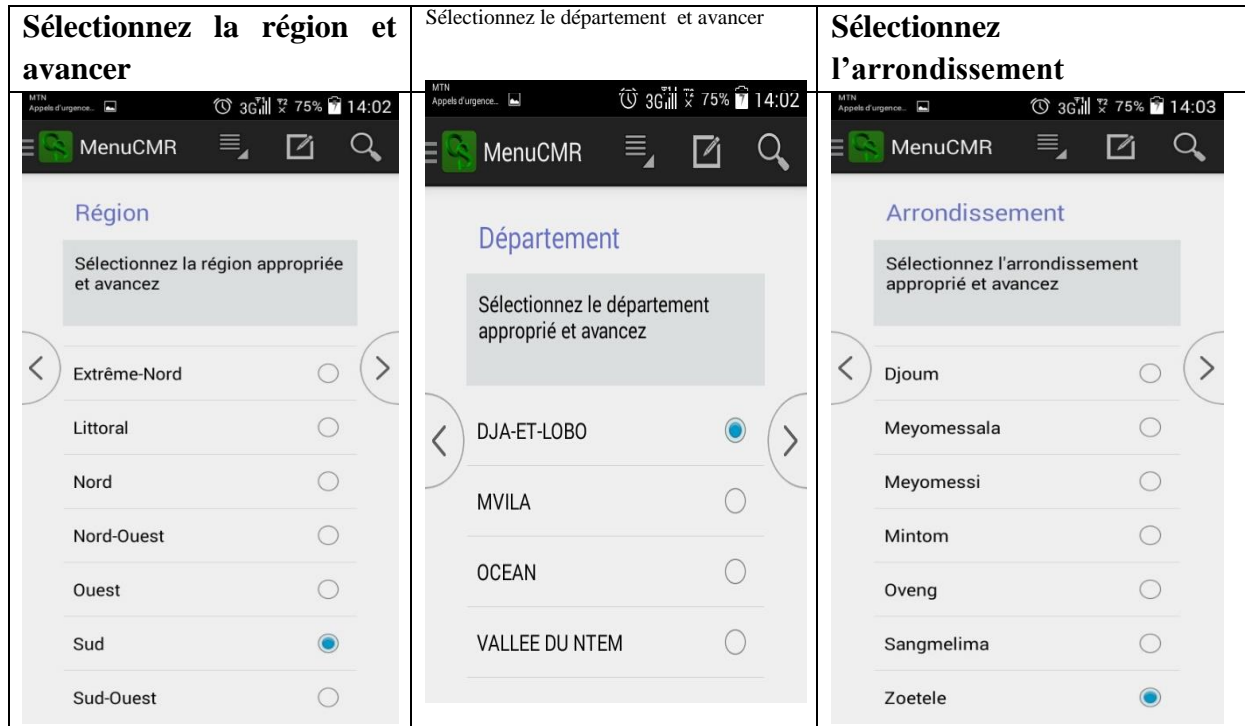 Sélectionnez la région et
avancer
MTN
Appels d'urgence...
3G
75%
14:02
MenuCMR
Région
Sélectionnez la région appropriée
et avancez
Extrême-Nord
Littoral
Nord
Nord-Ouest
Ouest
Sud
Sud-Ouest
Sélectionnez le département et avancer
MTN
Appels d'urgence...
3G
75%
14:02
MenuCMR
Département
Sélectionnez le département
approprié et avancez
DJA-ET-LOBO
MVILA
OCEAN
VALLEE DU NTEM
Sélectionnez
l'arrondissement
MTN
Appels d'urgence...
3G
75%
14:03
MenuCMR
Arrondissement
Sélectionnez l'arrondissement
approprié et avancez
Djoum
Meyomessala
Meyomessi
Mintom
Oveng
Sangmelima
Zoetele